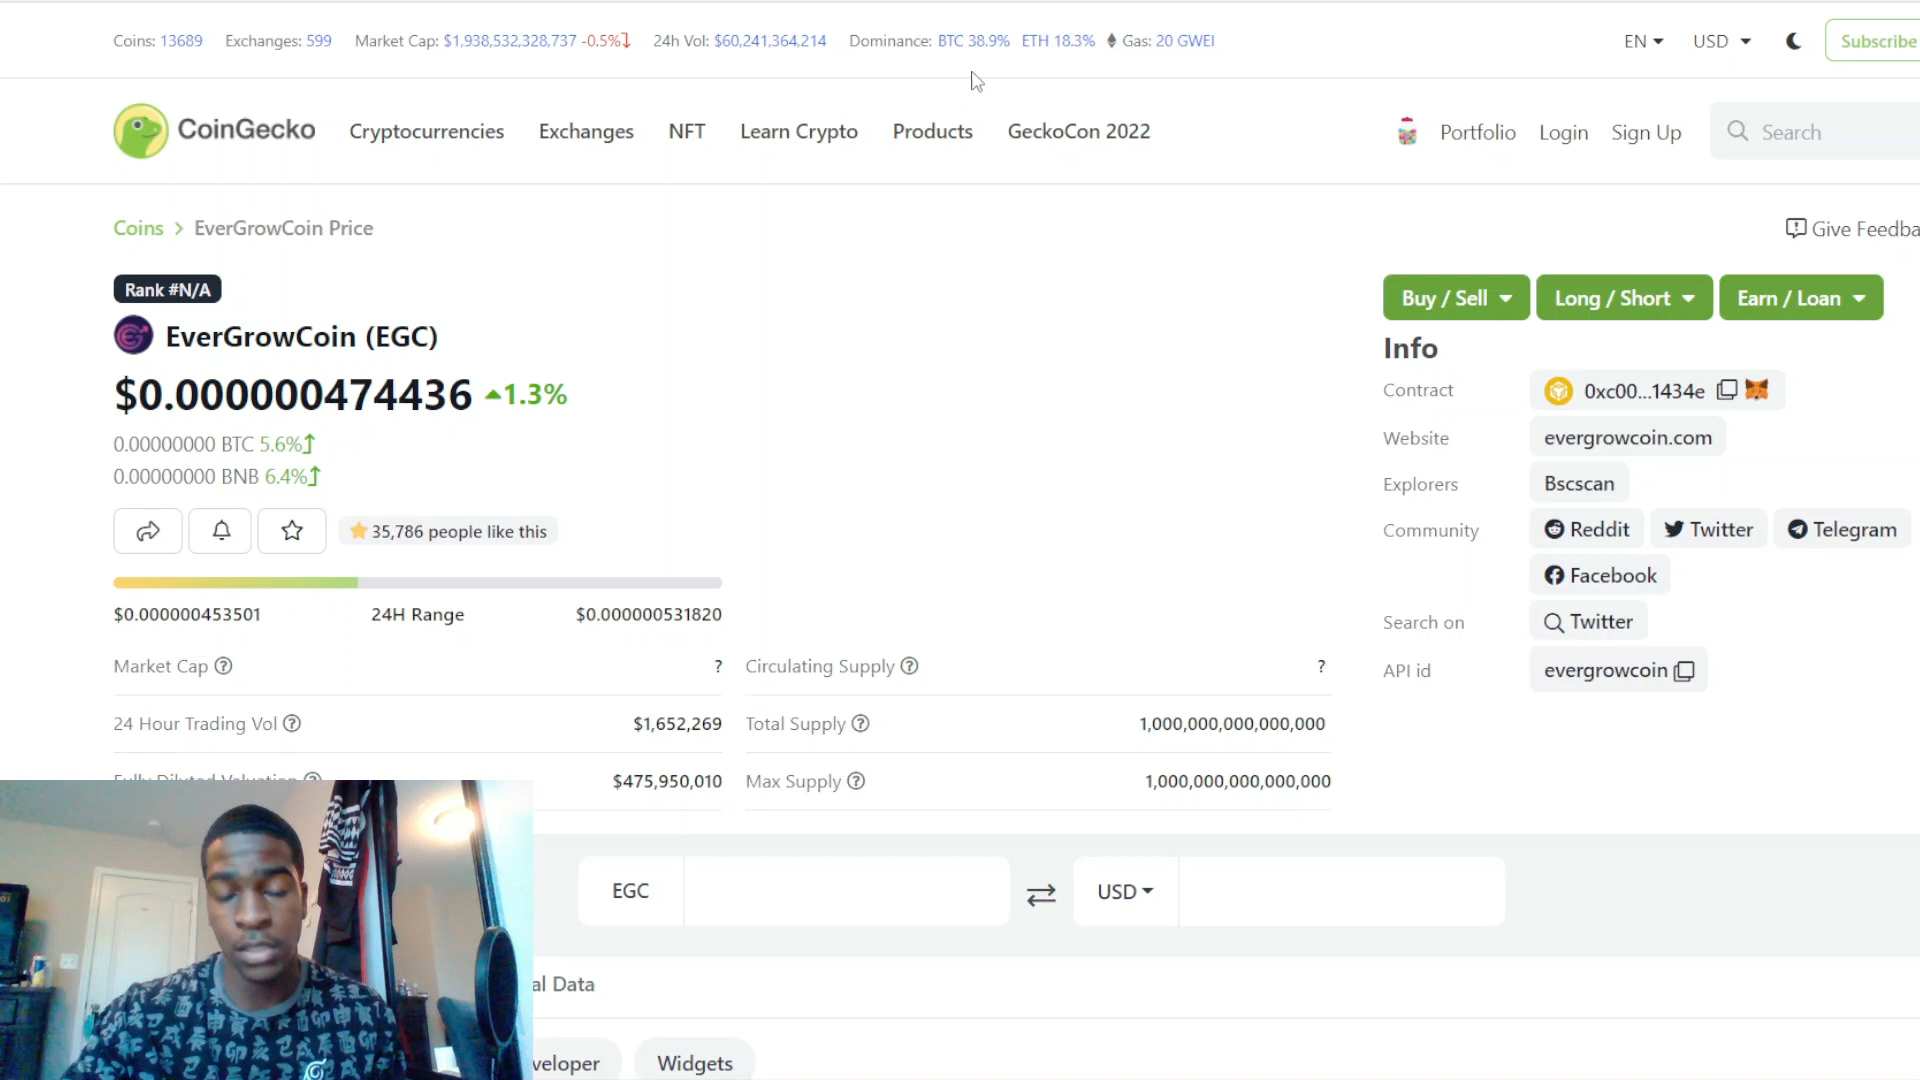 Coins: 13689 Exchanges: 599 Market Cap: $1,938,532,328,737 -0.5% 24h Vol: $60,241,364,214 Dominance: BTC 38.9% ETH 18.3% Gas: 20 GWEI EN USD Subscribe
CoinGecko Cryptocurrencies Exchanges NFT Learn Crypto Products GeckoCon 2022 Portfolio Login Sign Up Search
Coins > EverGrowCoin Price Give Feedba
Rank #N/A
EverGrowCoin (EGC)
$0.000000474436 1.3%
0.00000000 BTC 5.6%
0.00000000 BNB 6.4%
35,786 people like this
$0.000000453501 24H Range $0.000000531820
Market Cap ?
24 Hour Trading Vol $1,652,269
$475,950,010
Circulating Supply ?
Total Supply 1,000,000,000,000,000
Max Supply 1,000,000,000,000,000
Buy / Sell Long / Short Earn / Loan
Info
Contract 0xc00...1434e
Website evergrowcoin.com
Explorers Bscscan
Community Reddit Twitter Telegram
Facebook
Search on Twitter
API id evergrowcoin
EGC USD
al Data
veloper Widgets